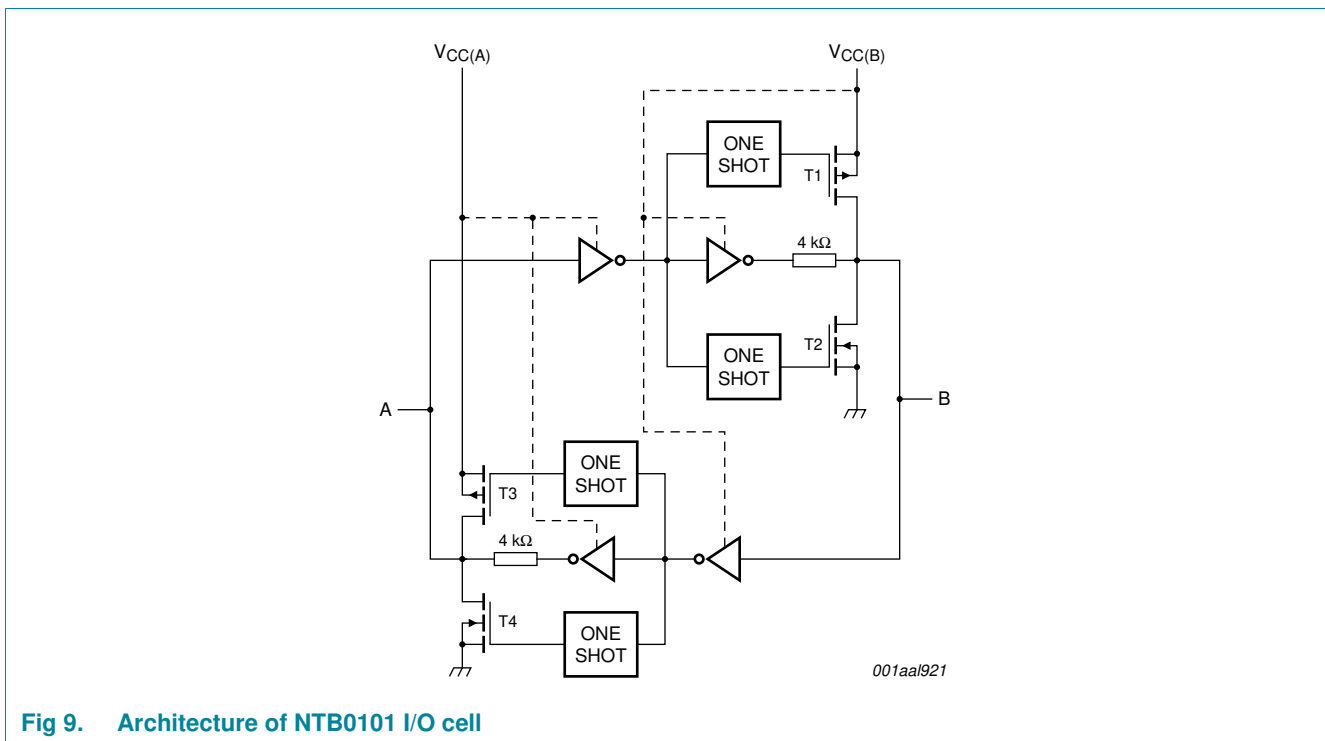 VCC(A)
VCC(B)
ONE
SHOT
T1
4 kΩ
ONE
SHOT
T2
A
B
ONE
SHOT
T3
4 kΩ
T4
ONE
SHOT
001aal921
Fig 9. Architecture of NTB0101 I/O cell